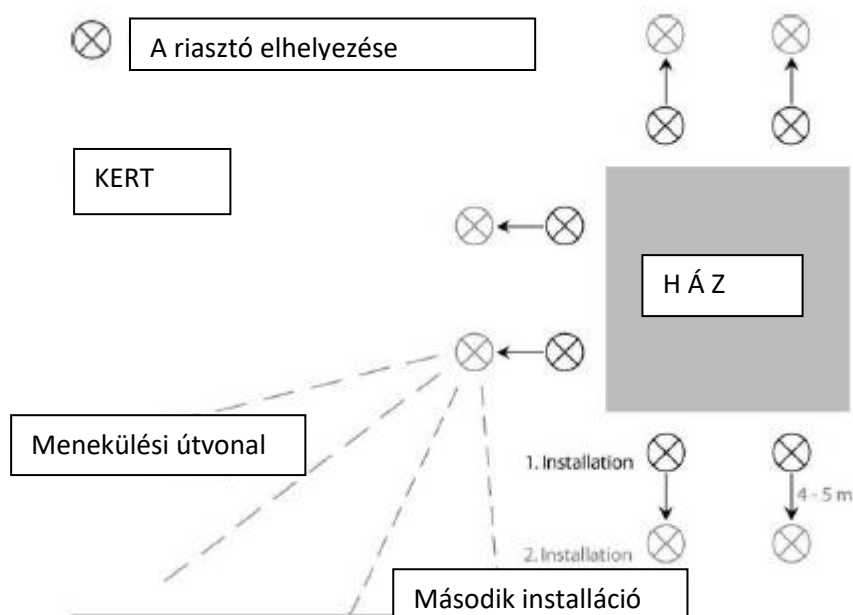 A riasztó elhelyezése
KERT
H Á Z
Menekülési útvonal
1. Installation
4 - 5 m
2. Installation
Második installáció